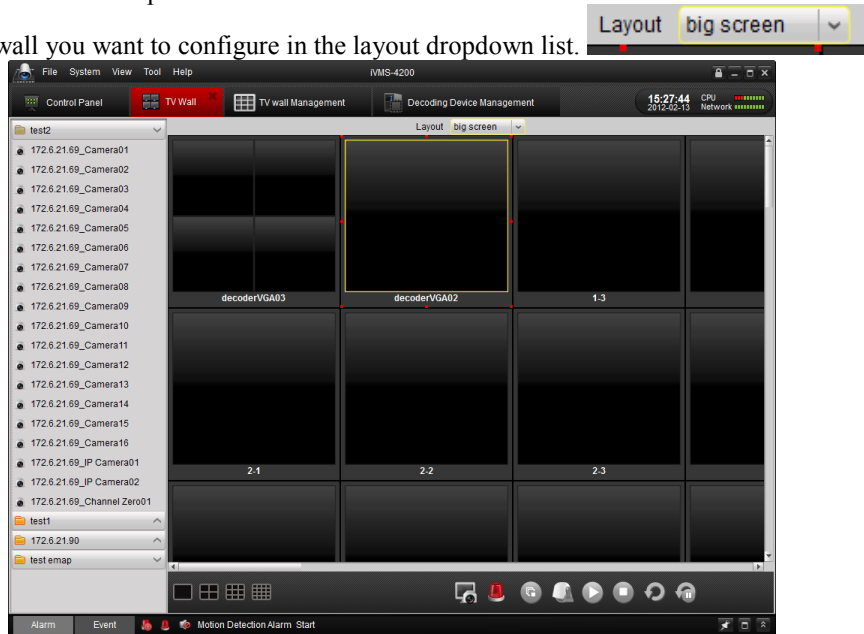 wall you want to configure in the layout dropdown list.
Layout big screen
File System View Tool Help iVMS-4200
Control Panel TV Wall TV wall Management Decoding Device Management 15:27:44 CPU
2012-02-13 Network
Layout big screen
test2
172.6.21.69_Camera01
172.6.21.69_Camera02
172.6.21.69_Camera03
172.6.21.69_Camera04
172.6.21.69_Camera05
172.6.21.69_Camera06
172.6.21.69_Camera07
172.6.21.69_Camera08
172.6.21.69_Camera09
172.6.21.69_Camera10
172.6.21.69_Camera11
172.6.21.69_Camera12
172.6.21.69_Camera13
172.6.21.69_Camera14
172.6.21.69_Camera15
172.6.21.69_Camera16
172.6.21.69_IP Camera01
172.6.21.69_IP Camera02
172.6.21.69_Channel Zero01
test1
172.6.21.90
test emap
decoderVGA03 decoderVGA02 1-3
2-1 2-2 2-3
Alarm Event Motion Detection Alarm Start